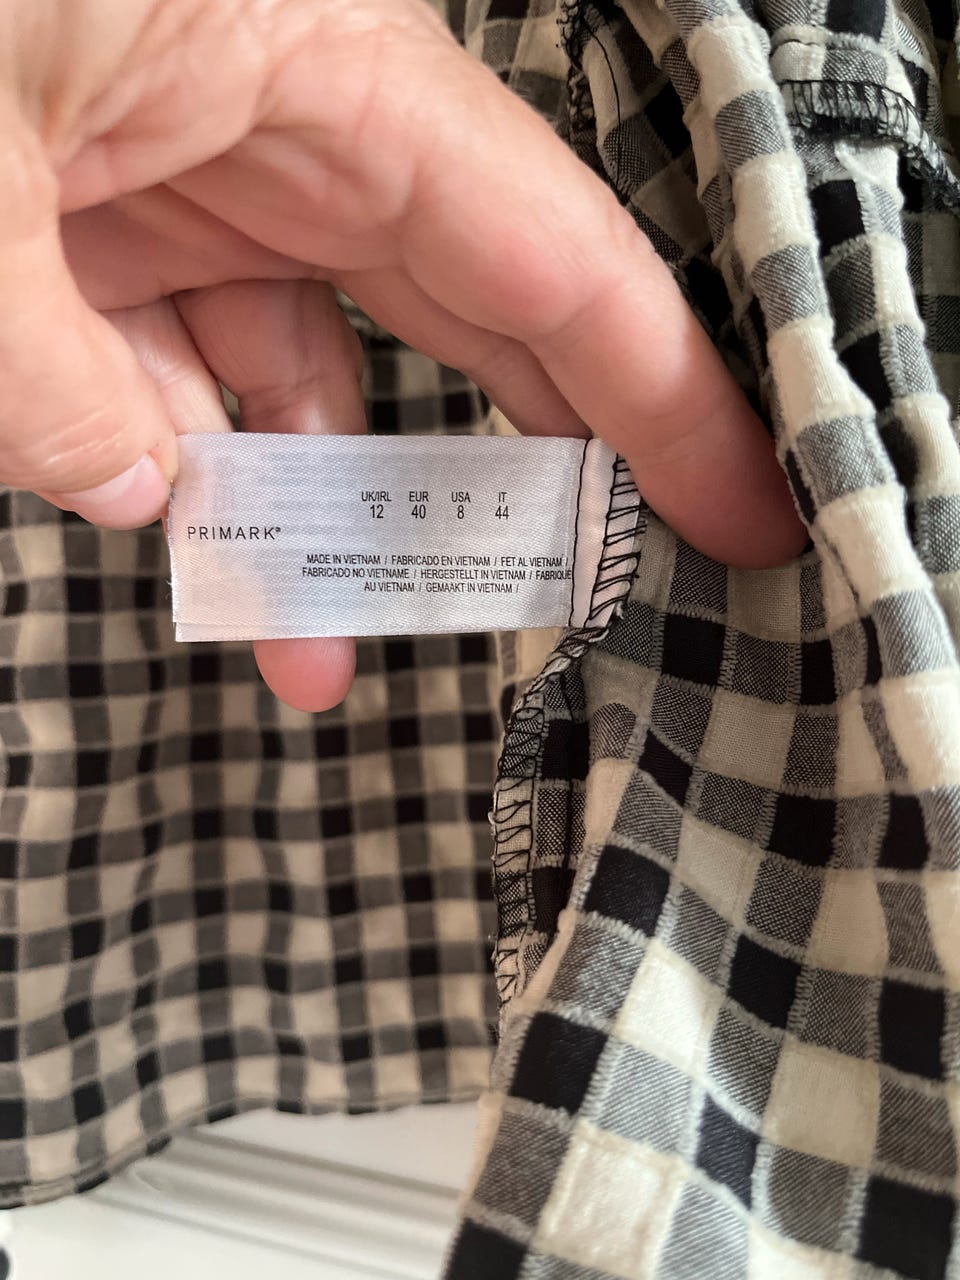 UK/IRL EUR USA IT
12 40 8 44
PRIMARK®
MADE IN VIETNAM / FABRICADO EN VIETNAM / FET AL VIETNAM /
FABRICADO NO VIETNAME / HERGESTELLT IN VIETNAM / FABRIQUÉ
AU VIETNAM / GEMAAKT IN VIETNAM /